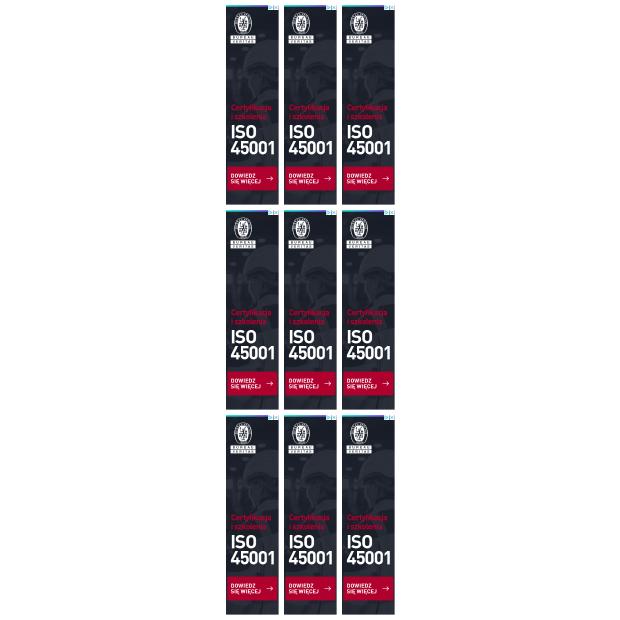 BUREAU
VERITAS
Certyfikacja
i szkolenia
ISO
45001
DOWIEDZ
SIĘ WIĘCEJ
BUREAU
VERITAS
Certyfikacja
i szkolenia
ISO
45001
DOWIEDZ
SIĘ WIĘCEJ
BUREAU
VERITAS
Certyfikacja
i szkolenia
ISO
45001
DOWIEDZ
SIĘ WIĘCEJ
BUREAU
VERITAS
Certyfikacja
i szkolenia
ISO
45001
DOWIEDZ
SIĘ WIĘCEJ
BUREAU
VERITAS
Certyfikacja
i szkolenia
ISO
45001
DOWIEDZ
SIĘ WIĘCEJ
BUREAU
VERITAS
Certyfikacja
i szkolenia
ISO
45001
DOWIEDZ
SIĘ WIĘCEJ
BUREAU
VERITAS
Certyfikacja
i szkolenia
ISO
45001
DOWIEDZ
SIĘ WIĘCEJ
BUREAU
VERITAS
Certyfikacja
i szkolenia
ISO
45001
DOWIEDZ
SIĘ WIĘCEJ
BUREAU
VERITAS
Certyfikacja
i szkolenia
ISO
45001
DOWIEDZ
SIĘ WIĘCEJ